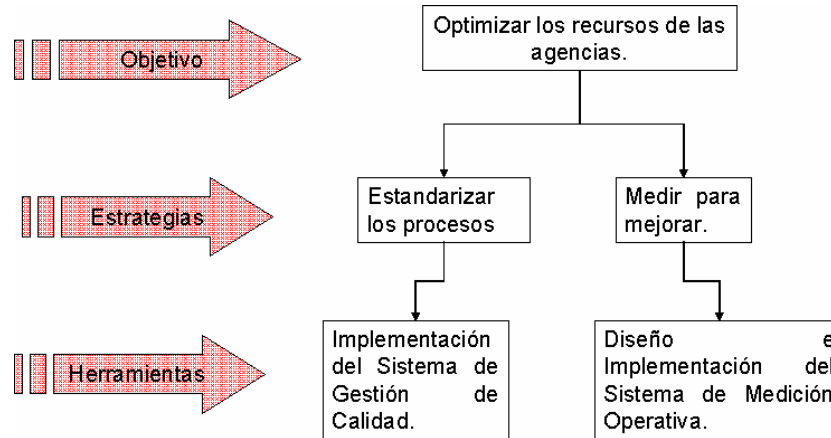 Objetivo
Optimizar los recursos de las
agencias.
Estrategias
Estandarizar
los procesos
Medir para
mejorar.
Herramientas
Implementación
del Sistema de
Gestión de
Calidad.
Diseño e
Implementación del
Sistema de Medición
Operativa.